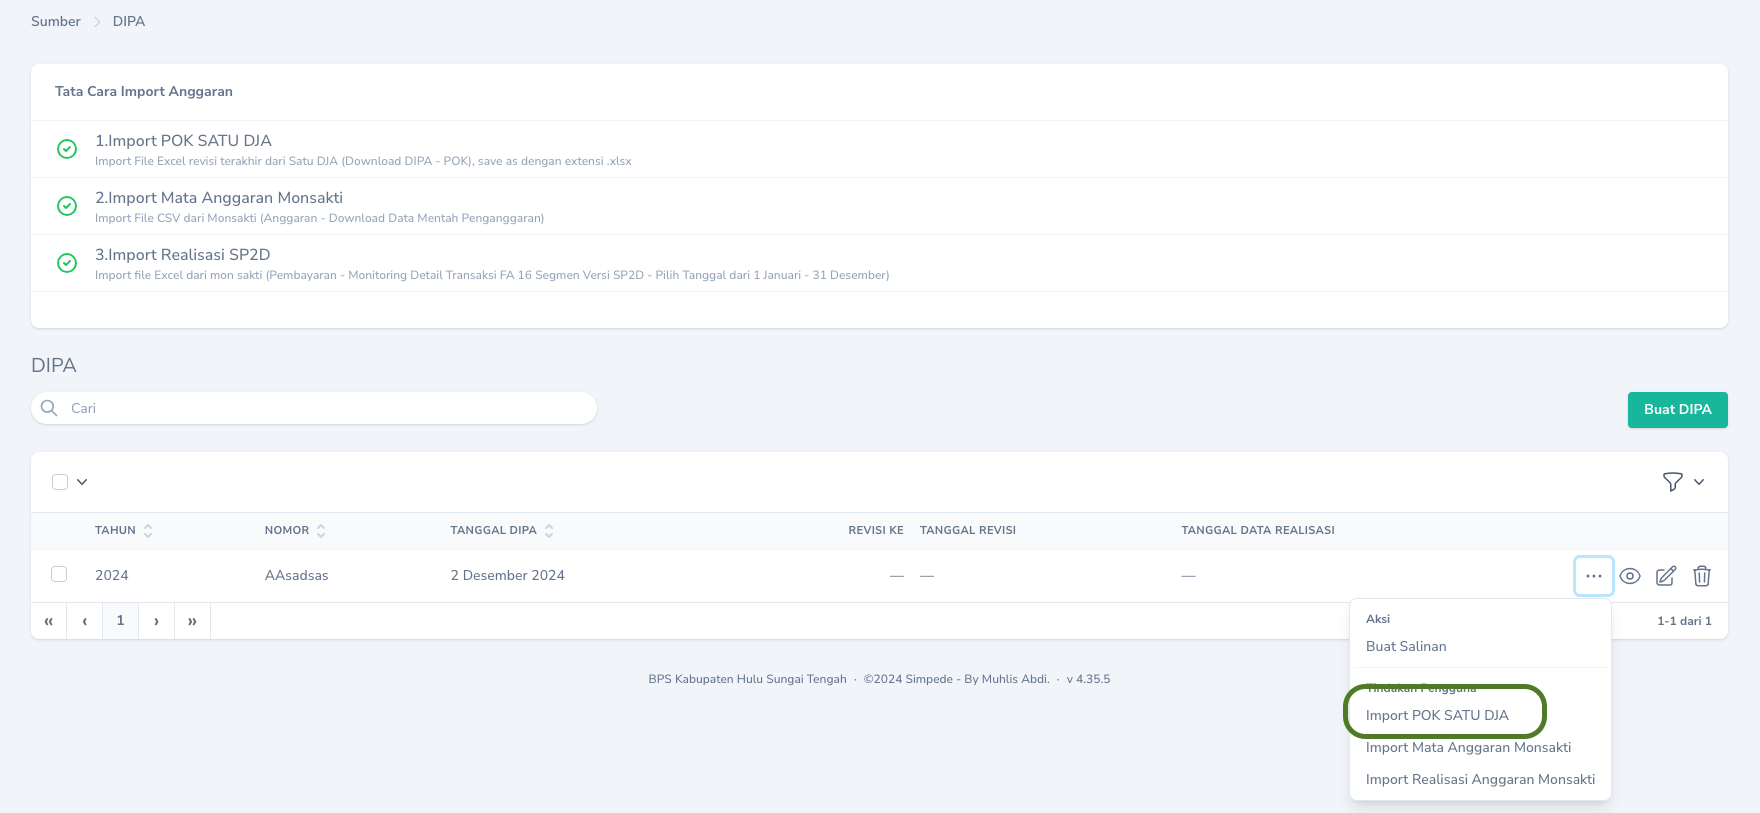 Sumber > DIPA
Tata Cara Import Anggaran
1.Import POK SATU DJA
Import File Excel revisi terakhir dari Satu DJA (Download DIPA - POK), save as dengan extensi .xlsx
2.Import Mata Anggaran Monsakti
Import File CSV dari Monsakti (Anggaran - Download Data Mentah Penganggaran)
3.Import Realisasi SP2D
Import file Excel dari mon sakti (Pembayaran - Monitoring Detail Transaksi FA 16 Segmen Versi SP2D - Pilih Tanggal dari 1 Januari - 31 Desember)
DIPA
Cari
Buat DIPA
TAHUN NOMOR TANGGAL DIPA REVISI KE TANGGAL REVISI TANGGAL DATA REALISASI
2024 AAsadsas 2 Desember 2024 — — —
« ‹ 1 › »
1-1 dari 1
Aksi
Buat Salinan
Tindakan Pengguna
Import POK SATU DJA
Import Mata Anggaran Monsakti
Import Realisasi Anggaran Monsakti
BPS Kabupaten Hulu Sungai Tengah · ©2024 Simpede - By Muhlis Abdi. · v 4.35.5